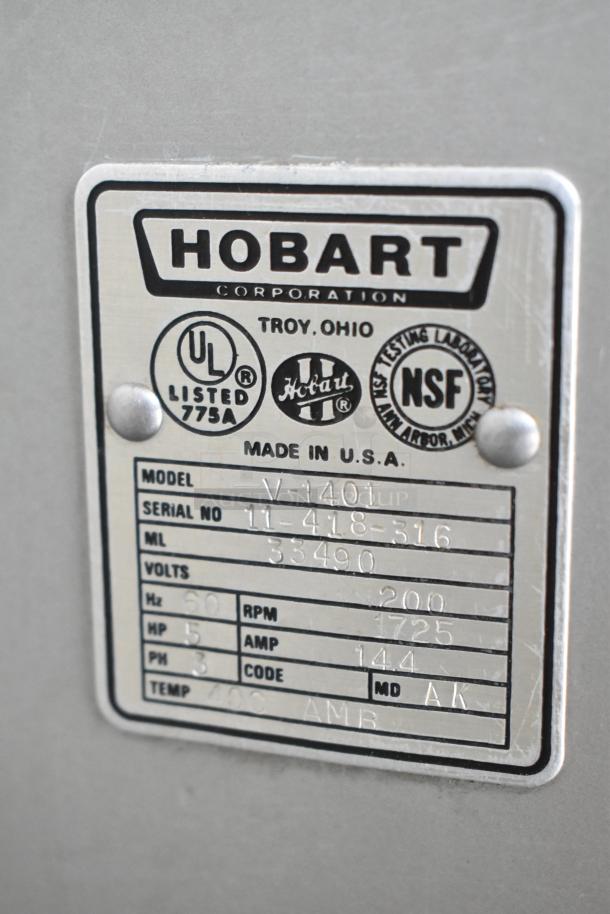 HOBART
CORPORATION
TROY, OHIO
UL ®
LISTED
775A
Hobart ®
H
NSF TESTING LABORATORY
NSF
ANN ARBOR, MICH
MADE IN U.S.A.
MODEL V-1401
SERIAL NO 11-418-316
ML 33490
VOLTS 200
Hz 60 RPM 1725
HP 5 AMP 14.4
PH 3 CODE MD AK
TEMP 40C AMB
AUCTION GROUP